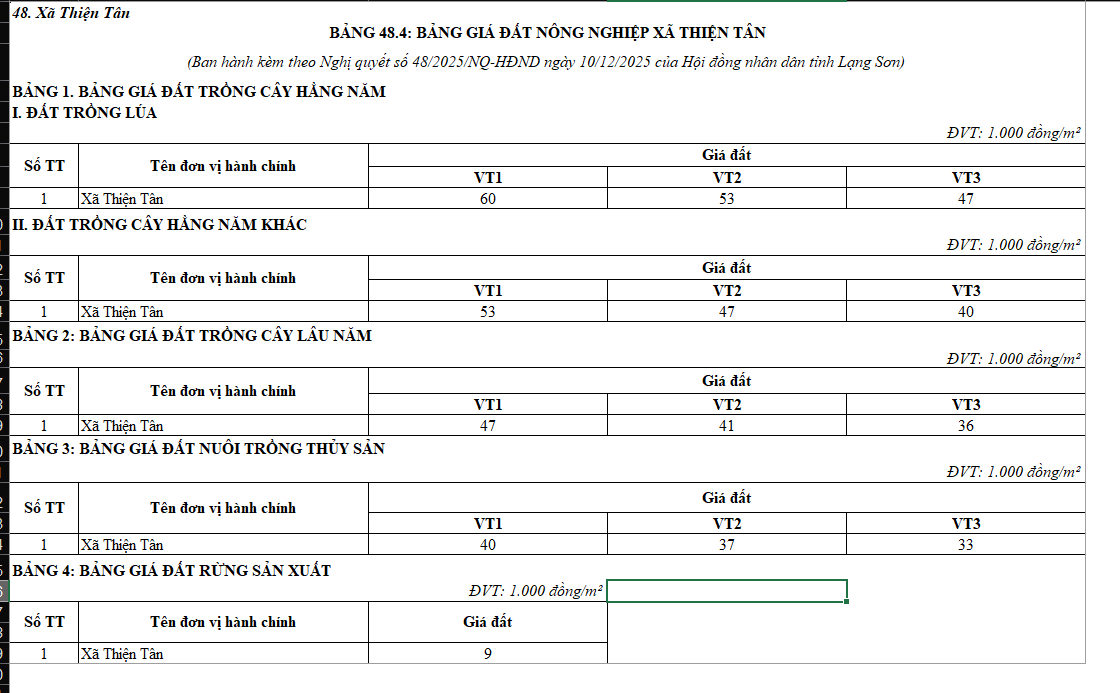 48. Xã Thiện Tân
BẢNG 48.4: BẢNG GIÁ ĐẤT NÔNG NGHIỆP XÃ THIỆN TÂN
(Ban hành kèm theo Nghị quyết số 48/2025/NQ-HĐND ngày 10/12/2025 của Hội đồng nhân dân tỉnh Lạng Sơn)
BẢNG 1. BẢNG GIÁ ĐẤT TRỒNG CÂY HẰNG NĂM
I. ĐẤT TRỒNG LÚA
ĐVT: 1.000 đồng/m²
Số TT Tên đơn vị hành chính Giá đất
VT1 VT2 VT3
1 Xã Thiện Tân 60 53 47
II. ĐẤT TRỒNG CÂY HẰNG NĂM KHÁC
ĐVT: 1.000 đồng/m²
Số TT Tên đơn vị hành chính Giá đất
VT1 VT2 VT3
1 Xã Thiện Tân 53 47 40
BẢNG 2: BẢNG GIÁ ĐẤT TRỒNG CÂY LÂU NĂM
ĐVT: 1.000 đồng/m²
Số TT Tên đơn vị hành chính Giá đất
VT1 VT2 VT3
1 Xã Thiện Tân 47 41 36
BẢNG 3: BẢNG GIÁ ĐẤT NUÔI TRỒNG THỦY SẢN
ĐVT: 1.000 đồng/m²
Số TT Tên đơn vị hành chính Giá đất
VT1 VT2 VT3
1 Xã Thiện Tân 40 37 33
BẢNG 4: BẢNG GIÁ ĐẤT RỪNG SẢN XUẤT
ĐVT: 1.000 đồng/m²
Số TT Tên đơn vị hành chính Giá đất
1 Xã Thiện Tân 9